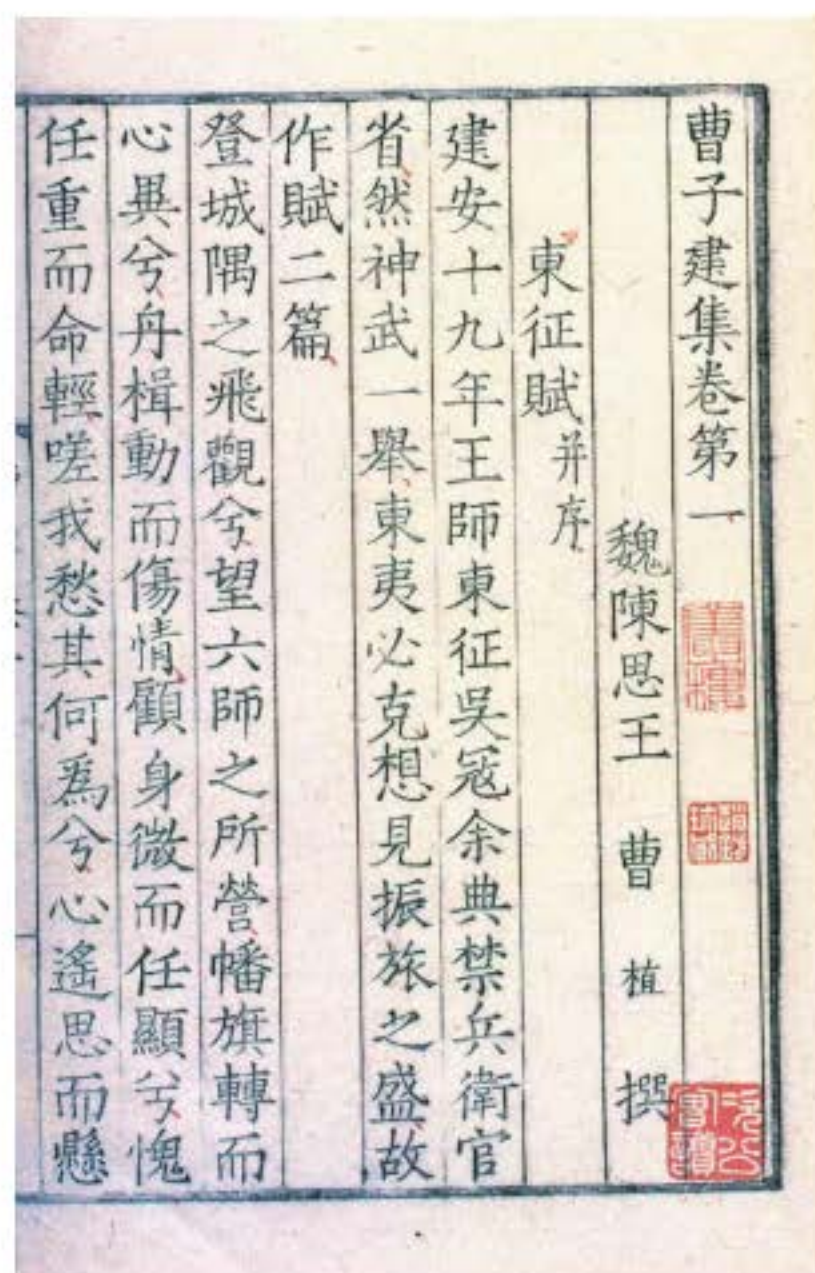 曹子建集卷第一
魏陳思王 曹 植 撰
東征賦并序
建安十九年王師東征吳冦余典禁兵衛官
省然神武一舉東夷必克想見振旅之盛故
作賦二篇
登城隅之飛觀兮望六師之所營幡旗轉而
心異兮舟楫動而傷情顧身微而任顯兮愧
任重而命輕嗟我愁其何爲兮心遙思而懸